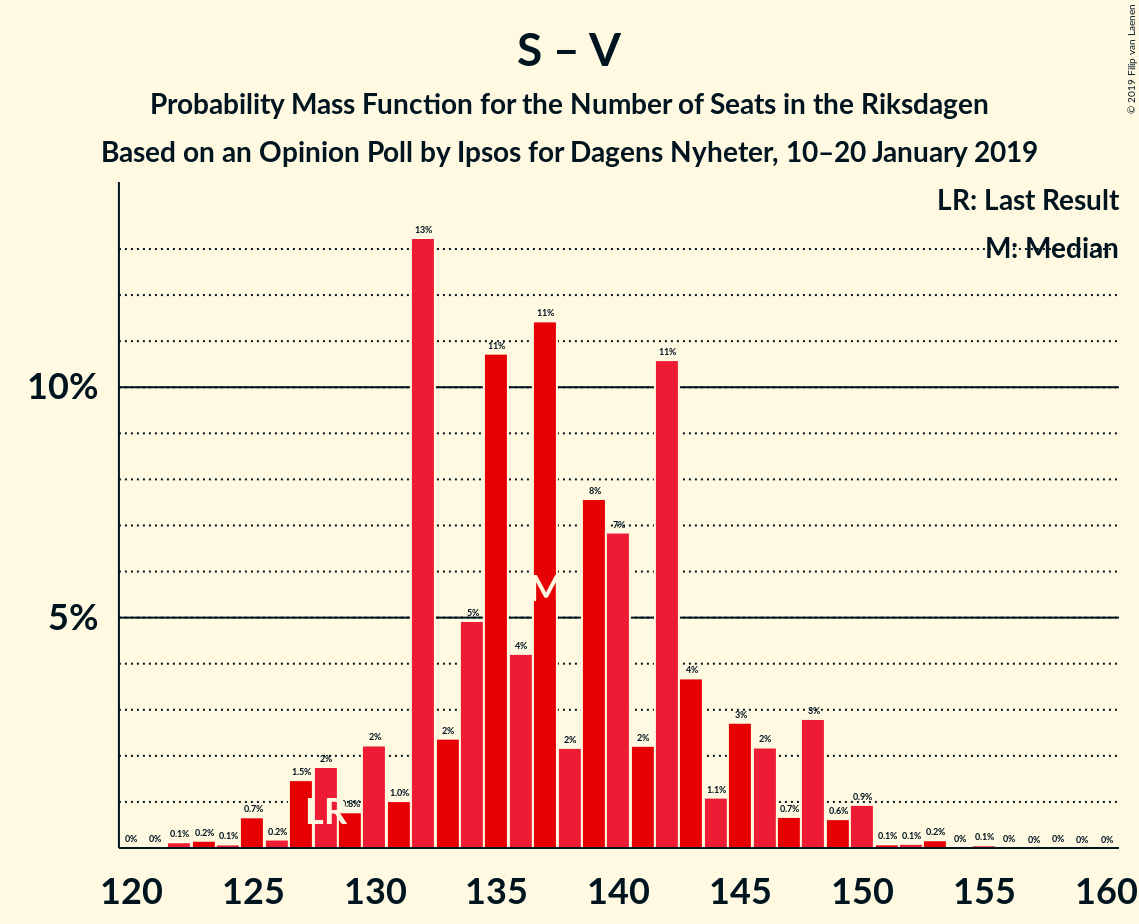 S – V
Probability Mass Function for the Number of Seats in the Riksdagen
Based on an Opinion Poll by Ipsos for Dagens Nyheter, 10–20 January 2019
© 2019 Filip van Laenen
LR: Last Result
M: Median
10%
5%
0% 0% 0.1% 0.2% 0.1% 0.7% 0.2% 1.5% 2% 0.8% 2% 1.0% 13% 2% 5% 11% 4% 11% 2% 8% 7% 2% 11% 4% 1.1% 3% 2% 0.7% 3% 0.6% 0.9% 0.1% 0.1% 0.2% 0% 0.1% 0% 0% 0% 0% 0%
LR
M
120 125 130 135 140 145 150 155 160